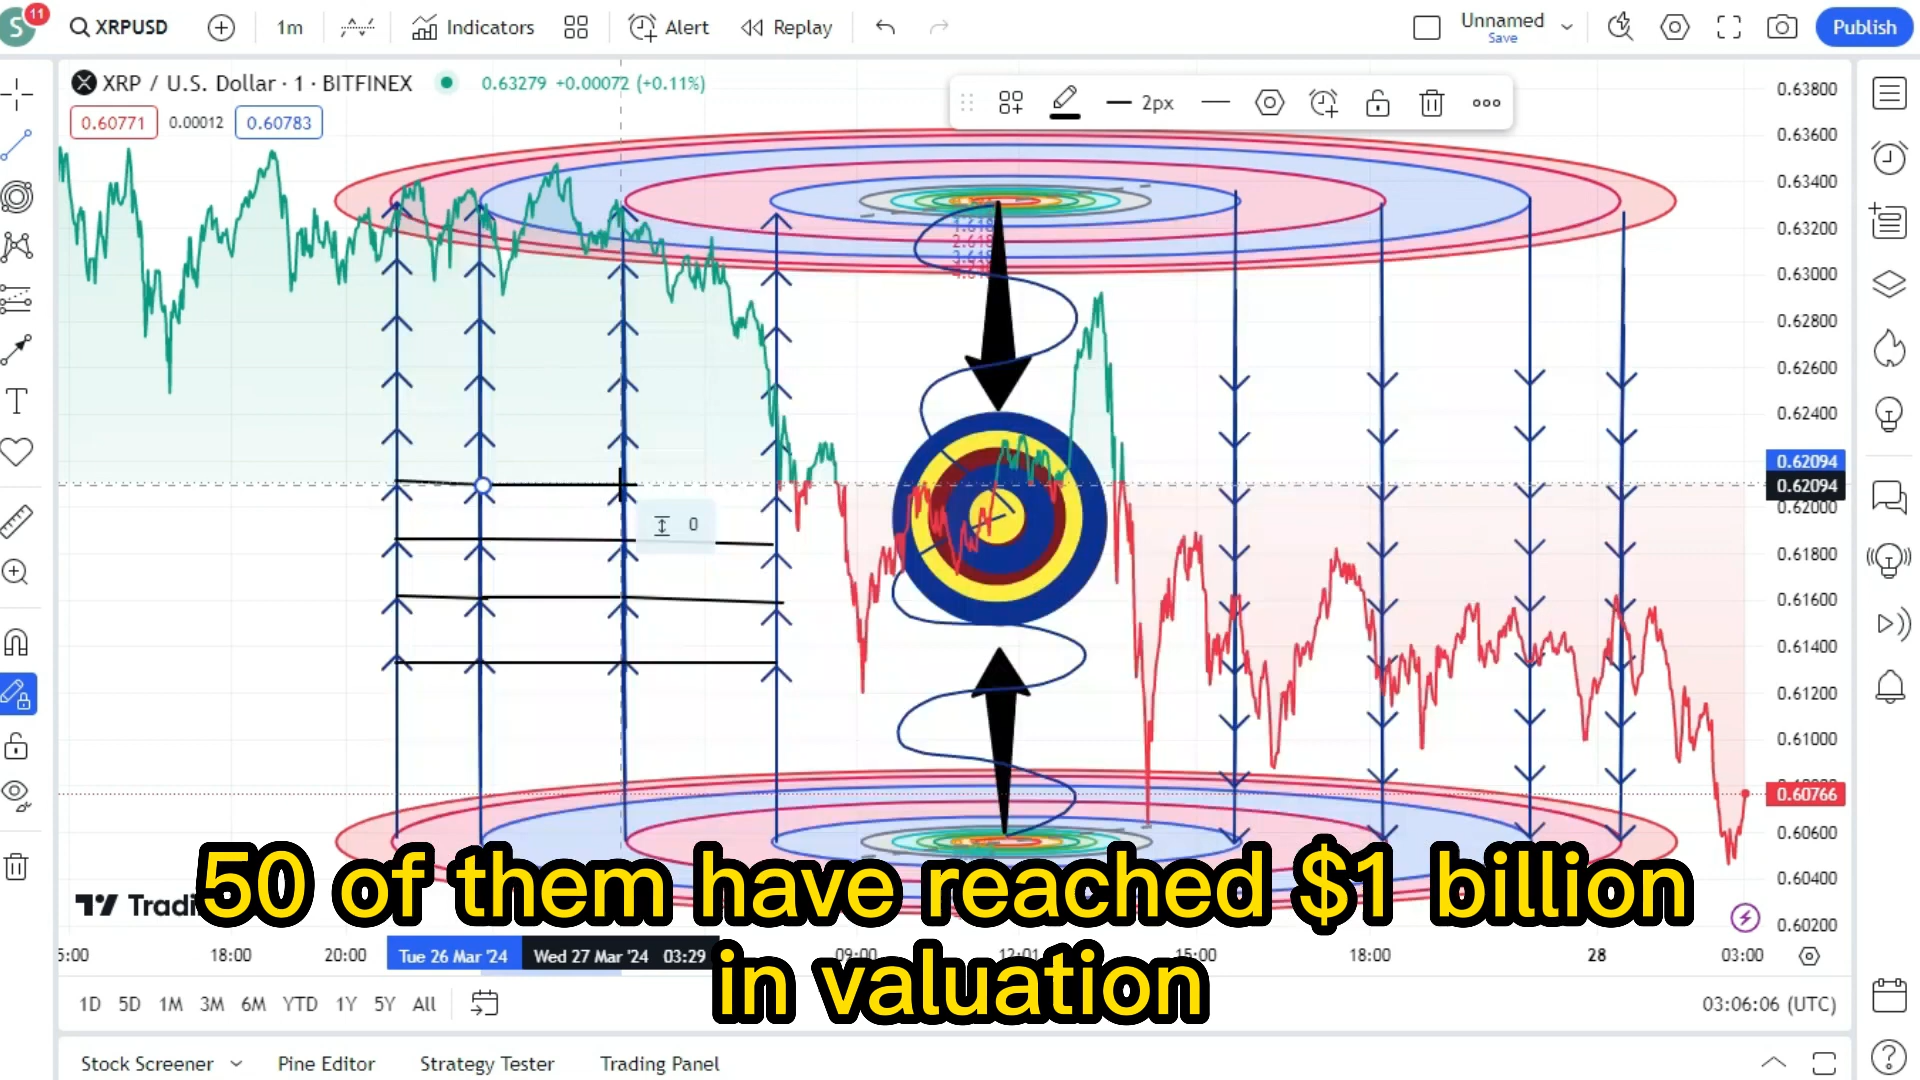 S 11 XRPUSD 1m Indicators Alert Replay Unnamed Publish
Save
XRP / U.S. Dollar · 1 · BITFINEX 0.63279 +0.00072 (+0.11%)
0.60771 0.00012 0.60783
2px
0.63800
0.63600
0.63400
0.63200
0.63000
0.62800
0.62600
0.62400
0.62094
0.62094
0.62000
0
0.61800
0.61600
0.61400
0.61200
0.61000
0.60766
0.60600
0.60400
0.60200
50 of them have reached $1 billion
in valuation
5:00 18:00 20:00 Tue 26 Mar '24 Wed 27 Mar '24 03:29 09:00 12:01 15:00 18:00 28 03:00
1D 5D 1M 3M 6M YTD 1Y 5Y All 03:06:06 (UTC)
Stock Screener Pine Editor Strategy Tester Trading Panel